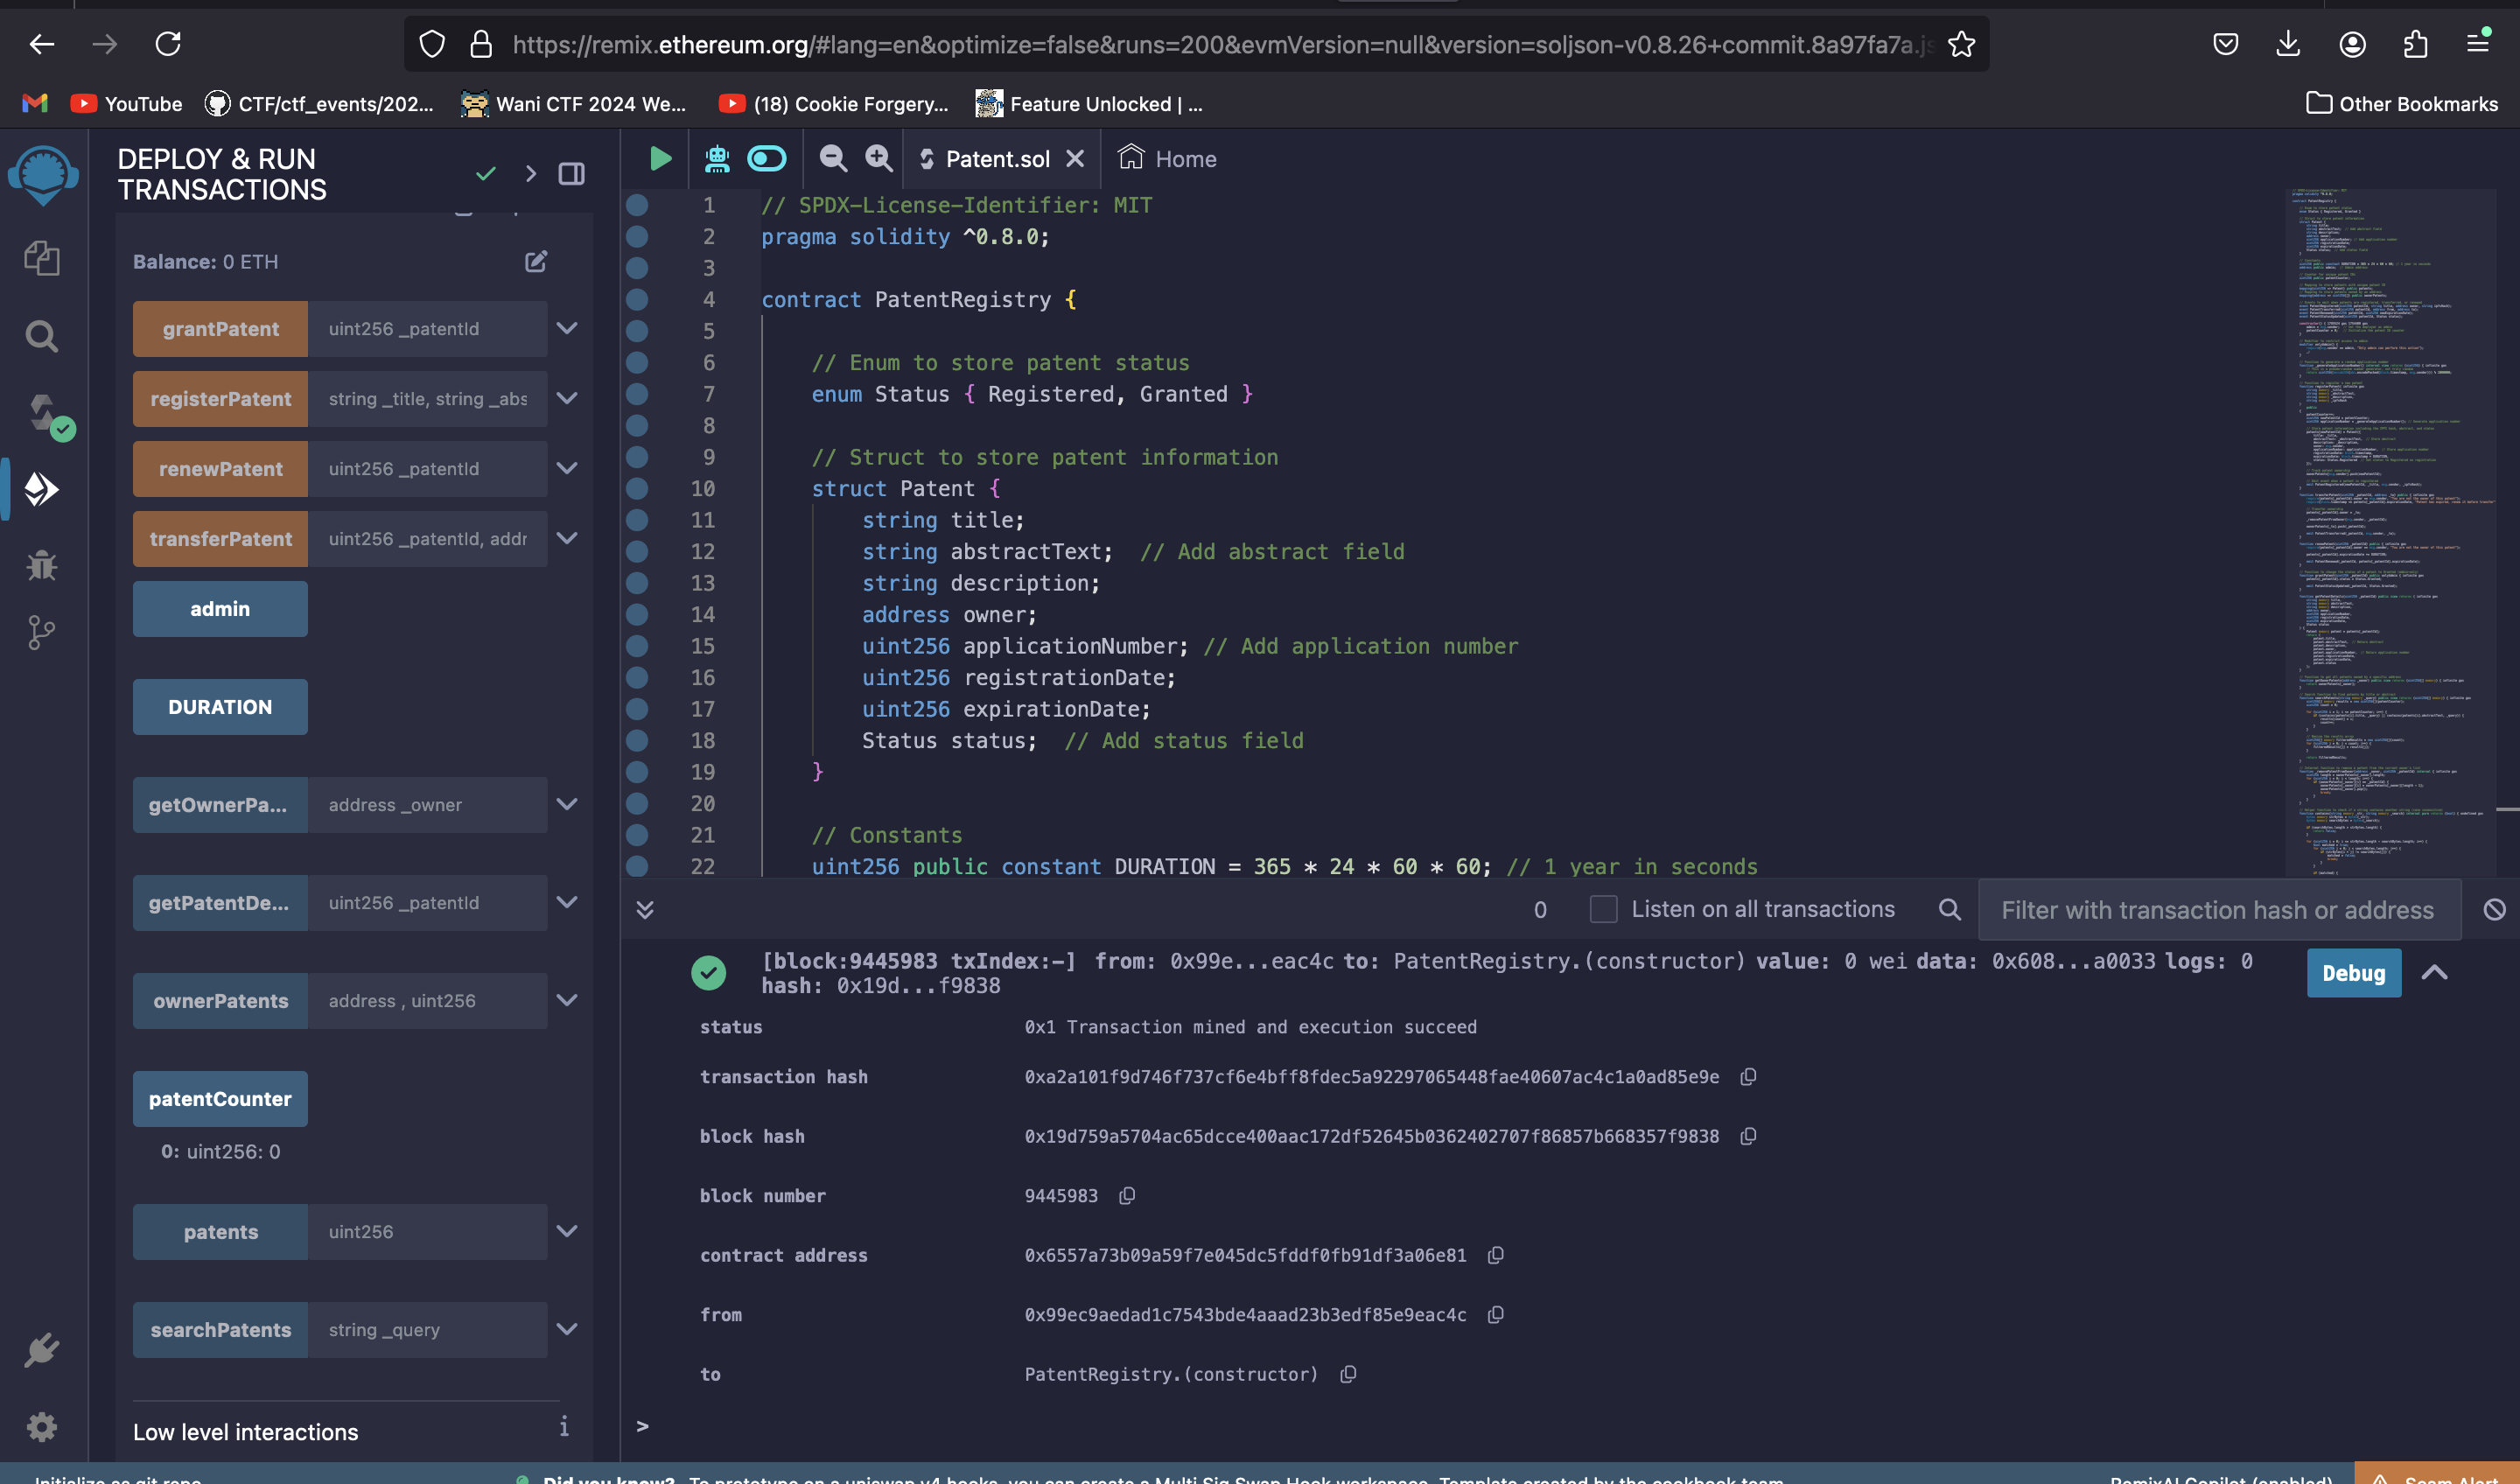 https://remix.ethereum.org/#lang=en&optimize=false&runs=200&evmVersion=null&version=soljson-v0.8.26+commit.8a97fa7a.js
YouTube
CTF/ctf_events/202...
Wani CTF 2024 We...
(18) Cookie Forgery...
Feature Unlocked | ...
Other Bookmarks
DEPLOY & RUN
TRANSACTIONS
Balance: 0 ETH
grantPatent uint256 _patentId
registerPatent string _title, string _abs
renewPatent uint256 _patentId
transferPatent uint256 _patentId, addr
admin
DURATION
getOwnerPa... address _owner
getPatentDe... uint256 _patentId
ownerPatents address , uint256
patentCounter
0: uint256: 0
patents uint256
searchPatents string _query
Low level interactions
i
Patent.sol
Home
1 // SPDX-License-Identifier: MIT
2 pragma solidity ^0.8.0;
3
4 contract PatentRegistry {
5
6 // Enum to store patent status
7 enum Status { Registered, Granted }
8
9 // Struct to store patent information
10 struct Patent {
11 string title;
12 string abstractText;  // Add abstract field
13 string description;
14 address owner;
15 uint256 applicationNumber; // Add application number
16 uint256 registrationDate;
17 uint256 expirationDate;
18 Status status;  // Add status field
19 }
20
21 // Constants
22 uint256 public constant DURATION = 365 * 24 * 60 * 60; // 1 year in seconds
0
Listen on all transactions
Filter with transaction hash or address
[block:9445983 txIndex:-] from: 0x99e...eac4c to: PatentRegistry.(constructor) value: 0 wei data: 0x608...a0033 logs: 0
hash: 0x19d...f9838
Debug
status 0x1 Transaction mined and execution succeed
transaction hash 0xa2a101f9d746f737cf6e4bff8fdec5a92297065448fae40607ac4c1a0ad85e9e
block hash 0x19d759a5704ac65dcce400aac172df52645b0362402707f86857b668357f9838
block number 9445983
contract address 0x6557a73b09a59f7e045dc5fddf0fb91df3a06e81
from 0x99ec9aedad1c7543bde4aaad23b3edf85e9eac4c
to PatentRegistry.(constructor)
>
Initialize as git repo
Did you know? To prototype on a uniswap v4 hooks, you can create a Multi Sig Swap Hook workspace. Template created by the cookbook team.
RemixAI Copilot (enabled)
Scam Alert